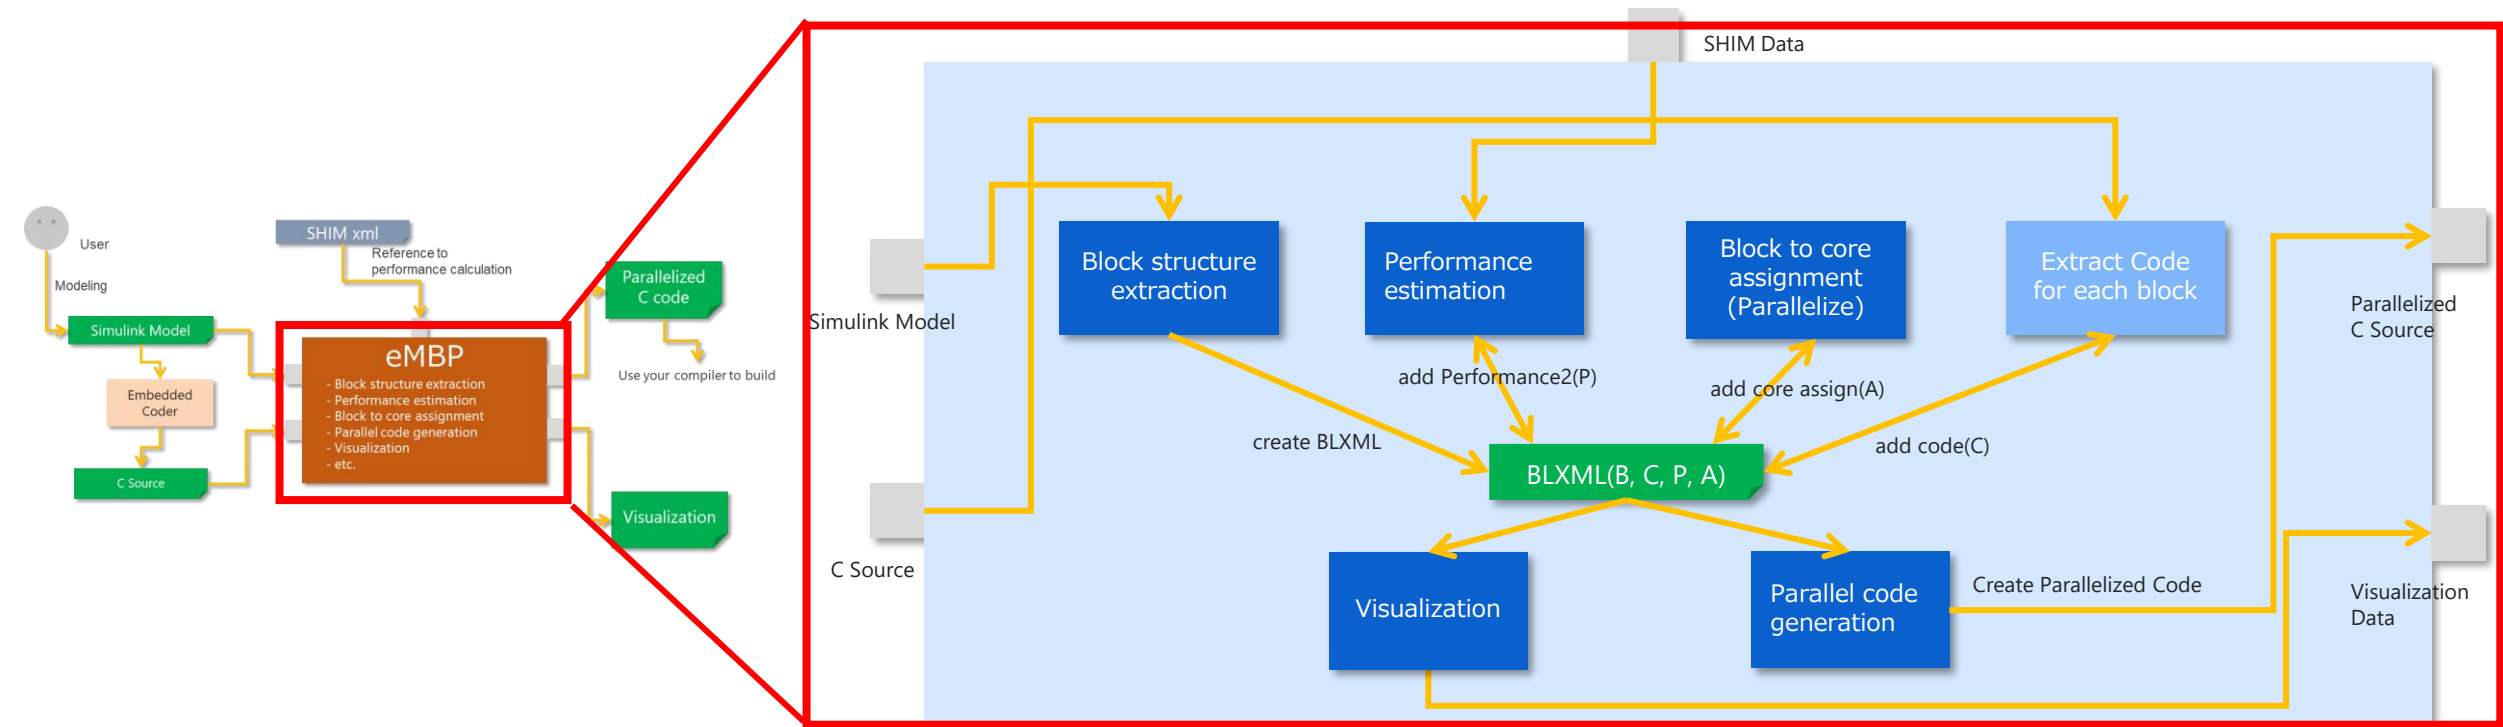 User
Modeling
SHIM xml
Reference to
performance calculation
Simulink Model
Embedded
Coder
C Source
eMBP
- Block structure extraction
- Performance estimation
- Block to core assignment
- Parallel code generation
- Visualization
- etc.
Parallelized
C code
Use your compiler to build
Visualization
SHIM Data
Simulink Model
C Source
Block structure
extraction
Performance
estimation
Block to core
assignment
(Parallelize)
Extract Code
for each block
create BLXML
add Performance2(P)
add core assign(A)
add code(C)
BLXML(B, C, P, A)
Visualization
Parallel code
generation
Create Parallelized Code
Parallelized
C Source
Visualization
Data